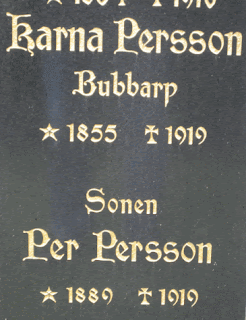 Karna Persson
Bubbarp
☆ 1855 ✝ 1919
Sonen
Per Persson
☆ 1889 ✝ 1919